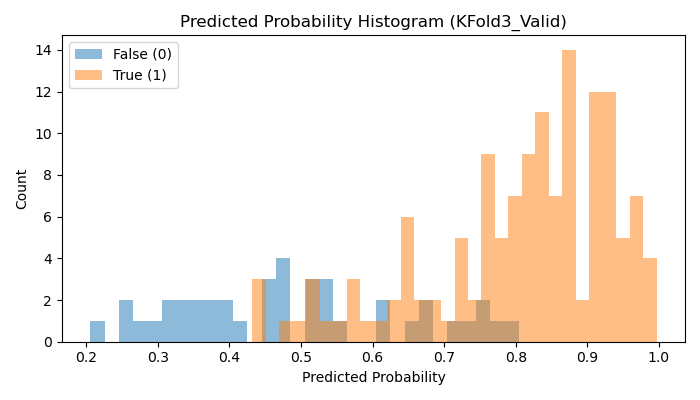 Predicted Probability Histogram (KFold3_Valid)
False (0)
True (1)
14
12
10
8
6
4
2
0
Count
0.2 0.3 0.4 0.5 0.6 0.7 0.8 0.9 1.0
Predicted Probability